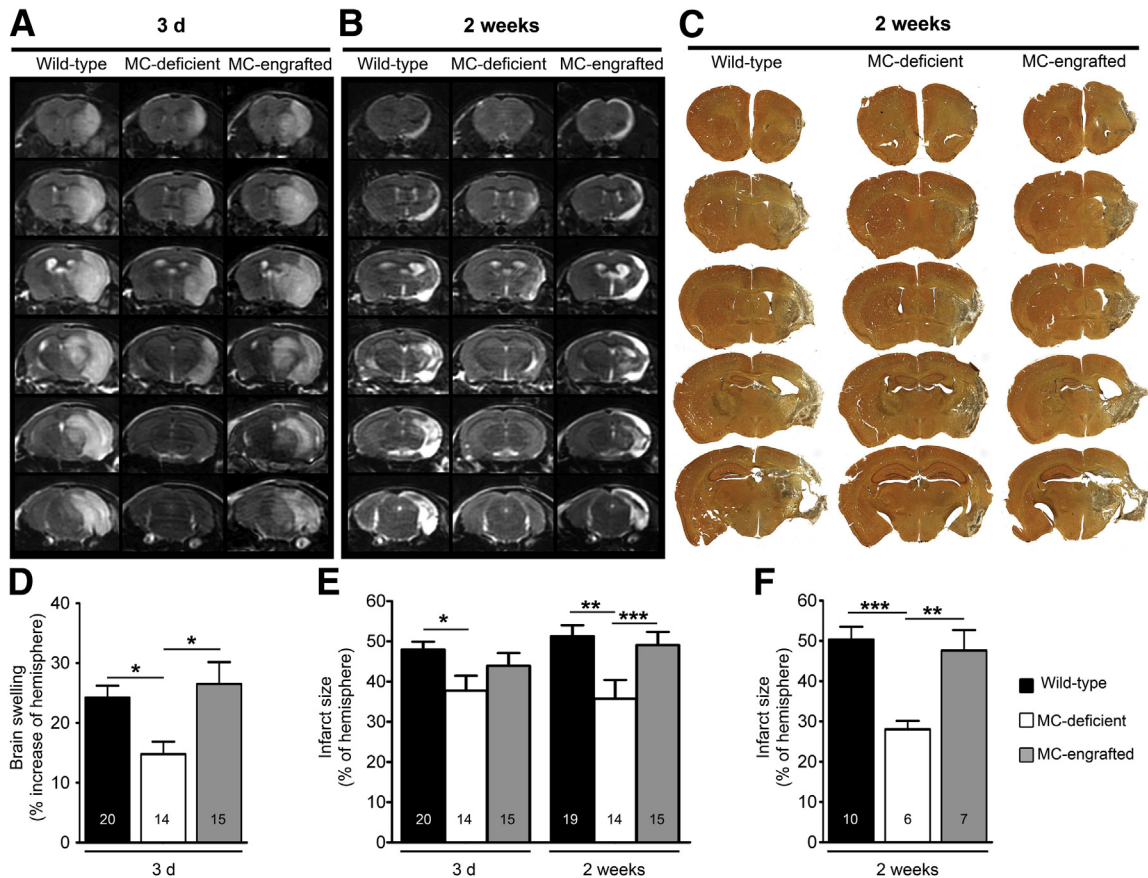 A
3 d
Wild-type MC-deficient MC-engrafted
B
2 weeks
Wild-type MC-deficient MC-engrafted
C
2 weeks
Wild-type MC-deficient MC-engrafted
D
Brain swelling
(% increase of hemisphere)
40
30
20
10
0
*
*
20 14 15
3 d
E
Infarct size
(% of hemisphere)
60
50
40
30
20
10
0
*
**
***
20 14 15 19 14 15
3 d 2 weeks
F
Infarct size
(% of hemisphere)
60
50
40
30
20
10
0
***
**
10 6 7
2 weeks
Wild-type
MC-deficient
MC-engrafted